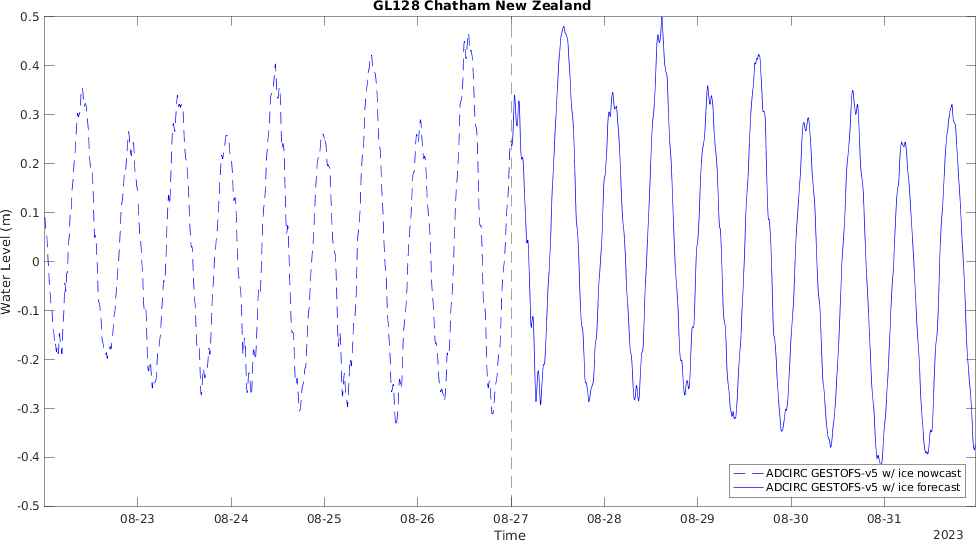 GL128 Chatham New Zealand
Water Level (m)
0.5
0.4
0.3
0.2
0.1
0
-0.1
-0.2
-0.3
-0.4
-0.5
ADCIRC GESTOFS-v5 w/ ice nowcast
ADCIRC GESTOFS-v5 w/ ice forecast
08-23 08-24 08-25 08-26 08-27 08-28 08-29 08-30 08-31
Time
2023